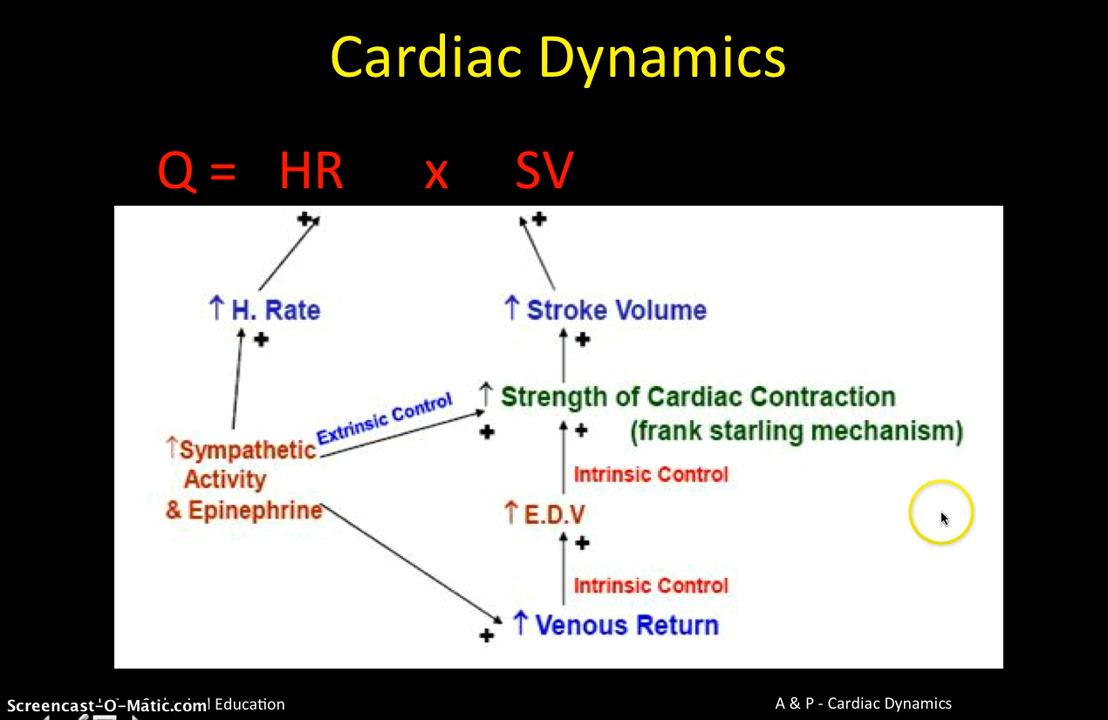 Cardiac Dynamics
Q = HR x SV
↑ H. Rate
↑ Stroke Volume
↑ Strength of Cardiac Contraction
(frank starling mechanism)
Extrinsic Control
↑Sympathetic
Activity
& Epinephrine
Intrinsic Control
↑ E.D.V
Intrinsic Control
↑ Venous Return
Screencast-O-Matic.com
Education
A & P - Cardiac Dynamics